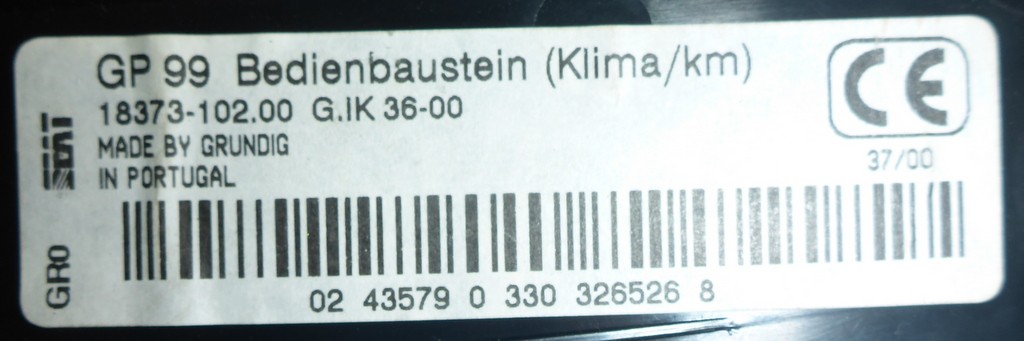 GP 99 Bedienbaustein (Klima/km)
18373-102.00 G.IK 36-00
MADE BY GRUNDIG
IN PORTUGAL
CE
37/00
GR0
02 43579 0 330 326526 8